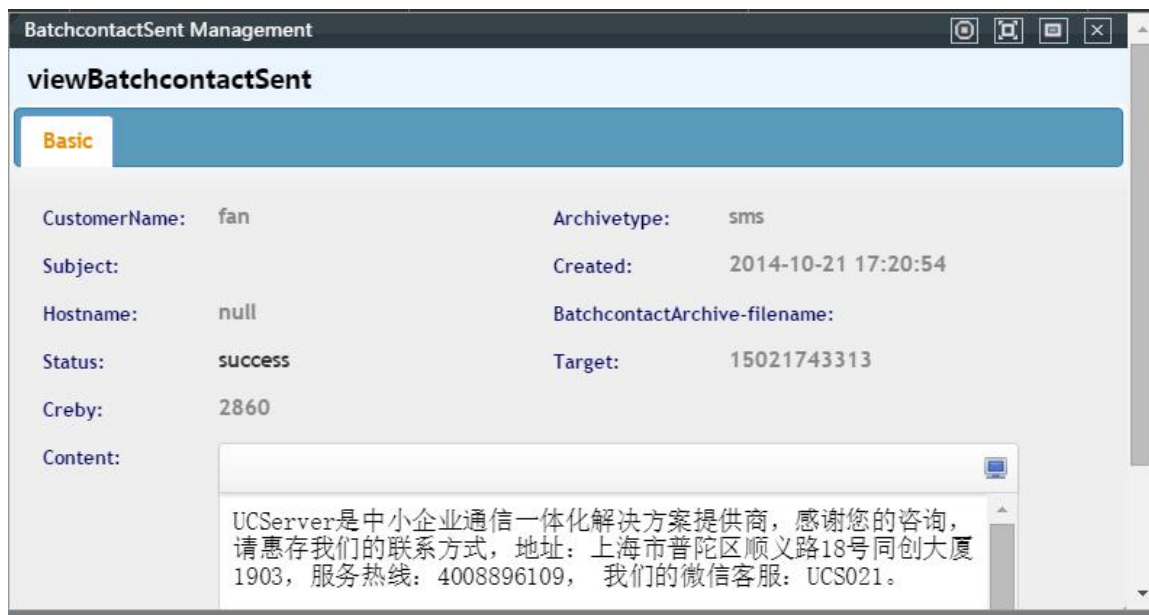 BatchcontactSent Management
viewBatchcontactSent
Basic
CustomerName: fan Archivetype: sms
Subject: Created: 2014-10-21 17:20:54
Hostname: null BatchcontactArchive-filename:
Status: success Target: 15021743313
Creby: 2860
Content:
UCServer是中小企业通信一体化解决方案提供商，感谢您的咨询，
请惠存我们的联系方式，地址：上海市普陀区顺义路18号同创大厦
1903，服务热线：4008896109， 我们的微信客服：UCS021。